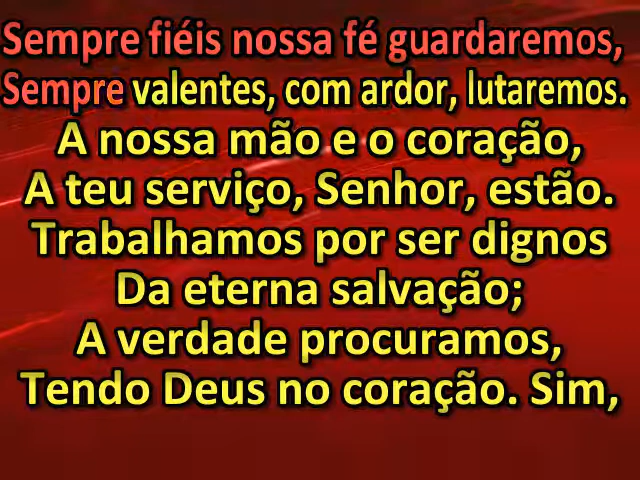 Sempre fiéis nossa fé guardaremos,
Sempre valentes, com ardor, lutaremos.
A nossa mão e o coração,
A teu serviço, Senhor, estão.
Trabalhamos por ser dignos
Da eterna salvação;
A verdade procuramos,
Tendo Deus no coração. Sim,